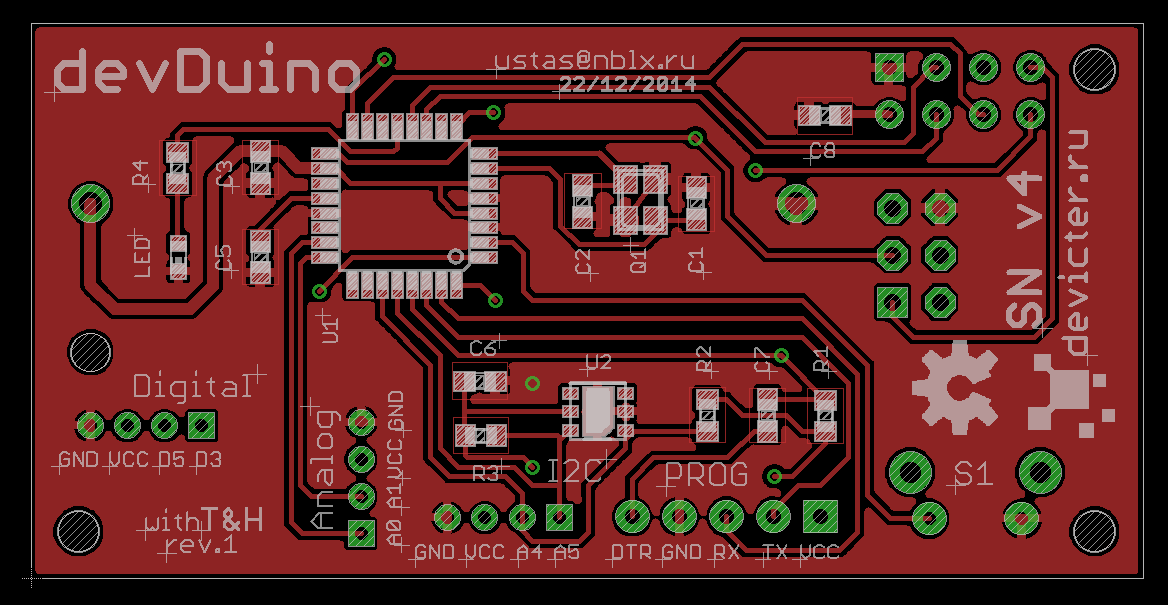 devDuino
ustas@nblx.ru
22/12/2014
C8
R4
C3
LED
C5
C2
Q1
C1
SN v4
devicter.ru
U1
C6
U2
R2
C7
R1
Digital
GND VCC D5 D3
Analog
A0 A1 VCC GND
R3
I2C
PROG
S1
withT&H
rev.1
GND VCC A4 A5
DTR GND RX TX VCC